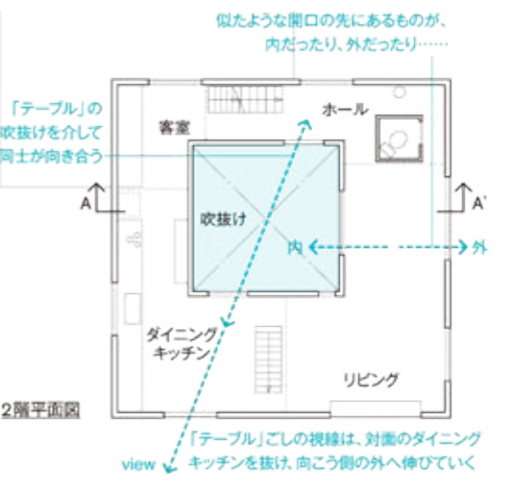 似たような開口の先にあるものが、
内だったり、外だったり……
「テーブル」の
吹抜けを介して
同士が向き合う
客室
ホール
A
A'
吹抜け
内
外
ダイニング
キッチン
リビング
2階平面図
「テーブル」ごしの視線は、対面のダイニング
キッチンを抜け、向こう側の外へ伸びていく
view